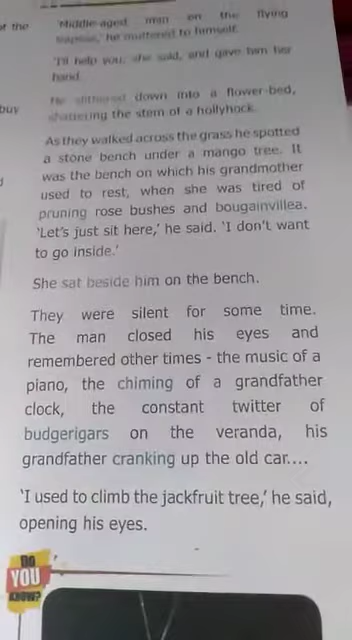 of the
buy
'Middle-aged man on the flying
trapeze,' he muttered to himself.
'I'll help you, she said, and gave him her
hand.
He slithered down into a flower-bed,
shattering the stem of a hollyhock.
As they walked across the grass he spotted
a stone bench under a mango tree. It
was the bench on which his grandmother
used to rest, when she was tired of
pruning rose bushes and bougainvillea.
'Let's just sit here,' he said. 'I don't want
to go inside.'
She sat beside him on the bench.
They were silent for some time.
The man closed his eyes and
remembered other times - the music of a
piano, the chiming of a grandfather
clock, the constant twitter of
budgerigars on the veranda, his
grandfather cranking up the old car....
'I used to climb the jackfruit tree,' he said,
opening his eyes.
DO
YOU
KNOW?